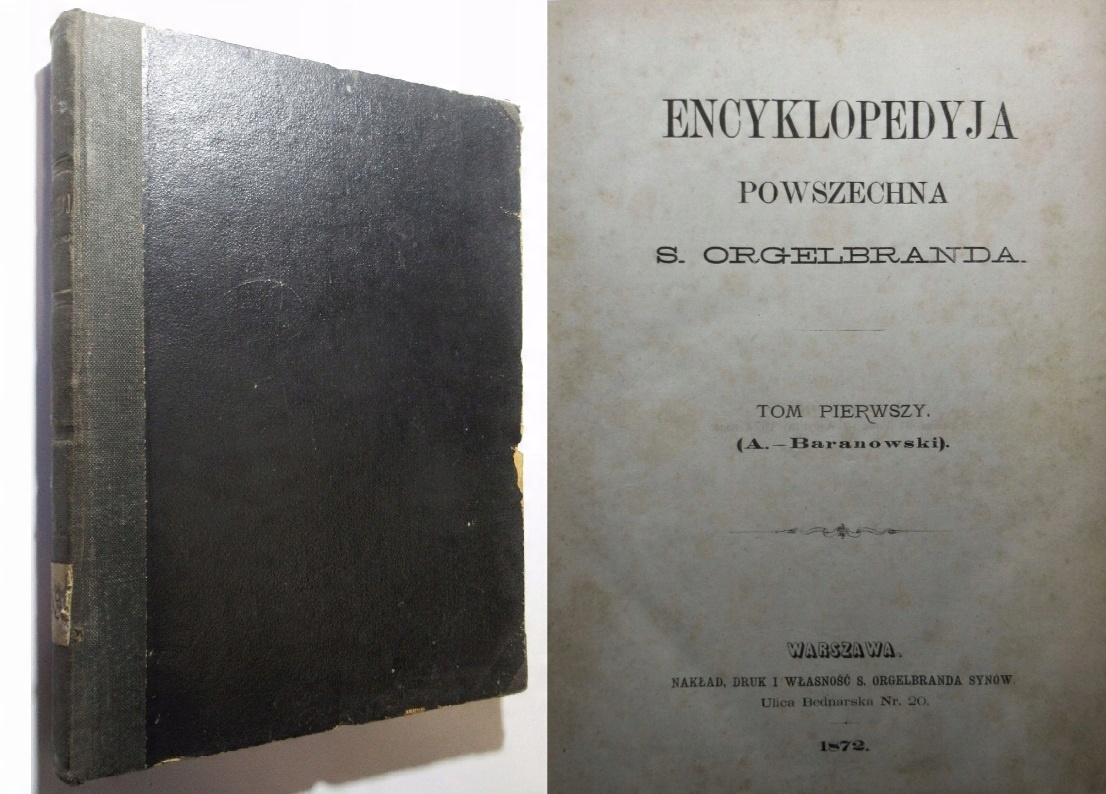 ENCYKLOPEDYJA
POWSZECHNA
S. ORGELBRANDA.
TOM PIERWSZY.
(A.—Baranowski).
WARSZAWA.
NAKŁAD, DRUK I WŁASNOŚĆ S. ORGELBRANDA SYNÓW.
Ulica Bednarska Nr. 20.
1872.